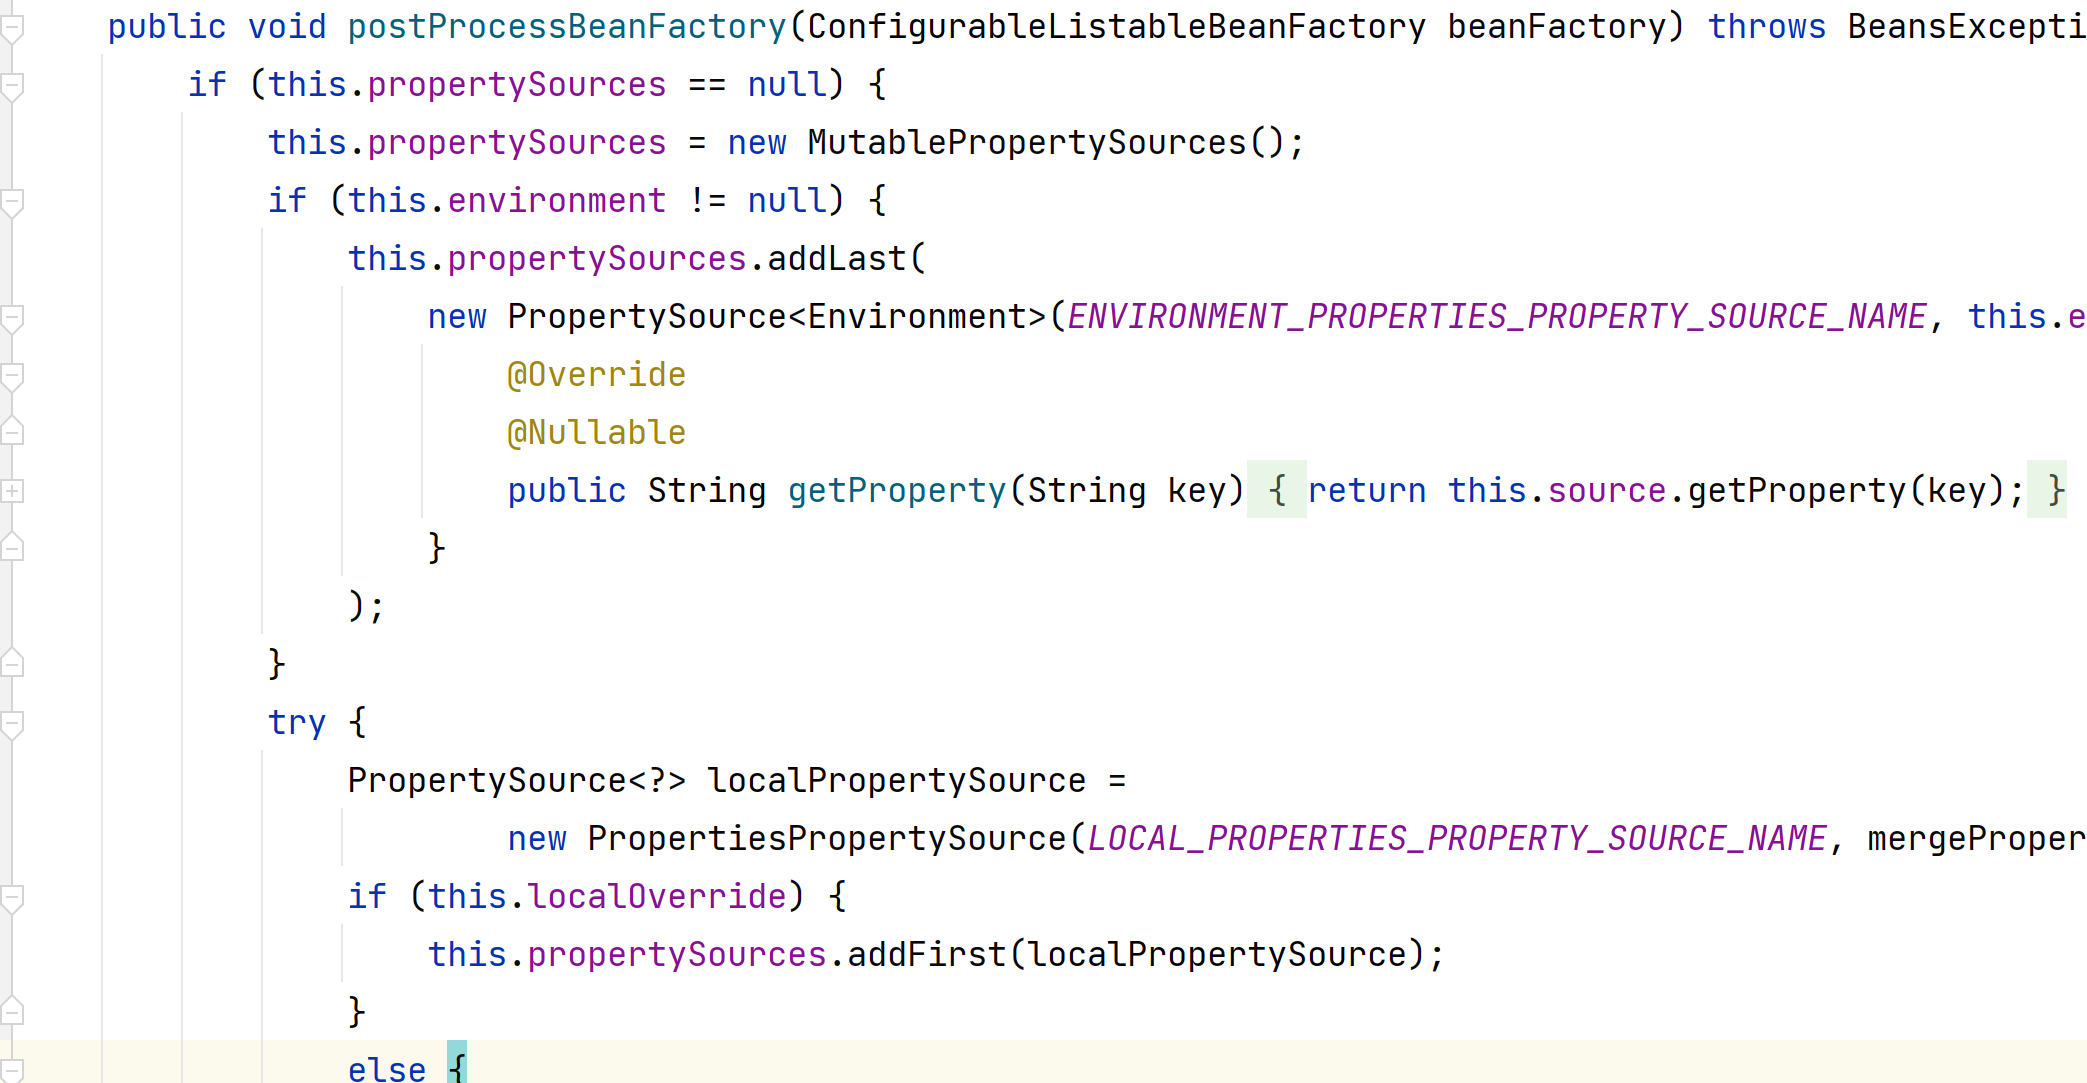 public void postProcessBeanFactory(ConfigurableListableBeanFactory beanFactory) throws BeansExcepti
if (this.propertySources == null) {
this.propertySources = new MutablePropertySources();
if (this.environment != null) {
this.propertySources.addLast(
new PropertySource<Environment>(ENVIRONMENT_PROPERTIES_PROPERTY_SOURCE_NAME, this.e
@Override
@Nullable
public String getProperty(String key) { return this.source.getProperty(key); }
}
);
}
try {
PropertySource<?> localPropertySource =
new PropertiesPropertySource(LOCAL_PROPERTIES_PROPERTY_SOURCE_NAME, mergeProper
if (this.localOverride) {
this.propertySources.addFirst(localPropertySource);
}
else {